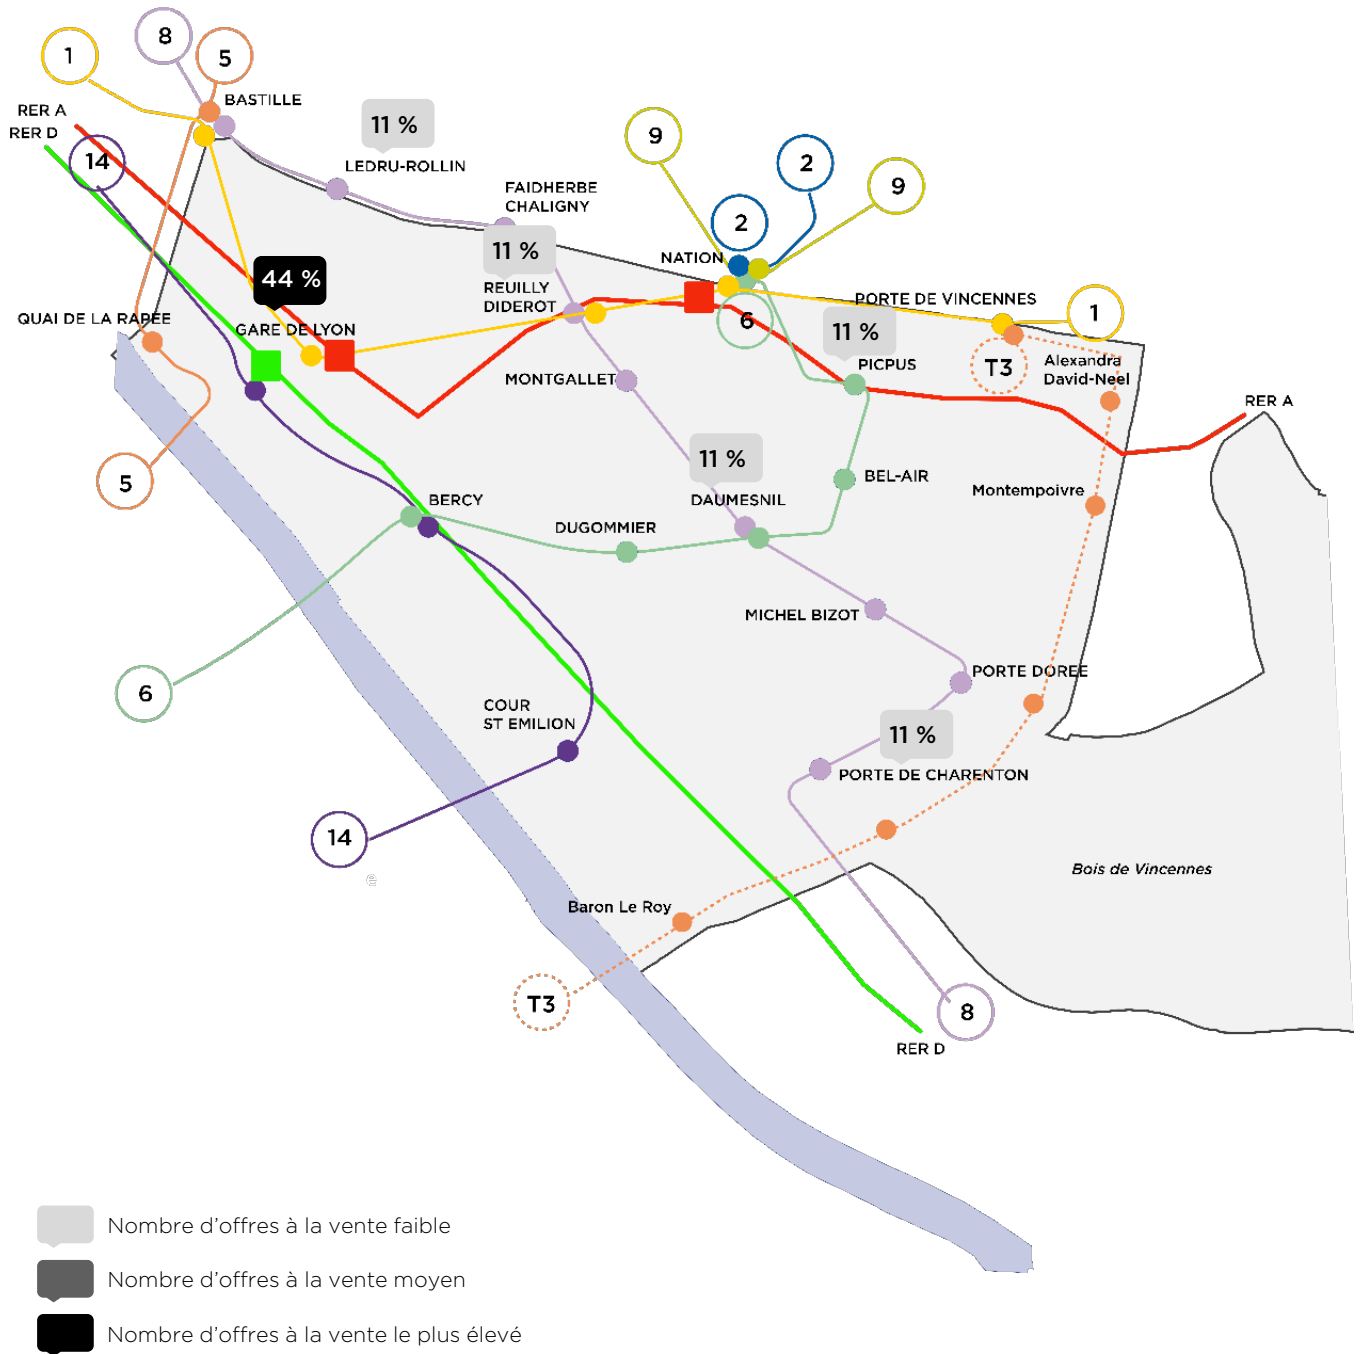 8
1
5
BASTILLE
RER A
RER D
14
11 %
LEDRU-ROLLIN
9
2
9
FAIDHERBE
CHALIGNY
2
11 %
NATION
44 %
REUILLY
DIDEROT
PORTE DE VINCENNES
1
QUAI DE LA RAPEE
GARE DE LYON
6
11 %
PICPUS
T3
Alexandra
David-Neel
MONTGALLET
RER A
5
11 %
BEL-AIR
Montempoivre
BERCY
DAUMESNIL
DUGOMMIER
MICHEL BIZOT
6
PORTE DOREE
COUR
ST EMILION
11 %
PORTE DE CHARENTON
14
é
Bois de Vincennes
Baron Le Roy
T3
8
RER D
Nombre d'offres à la vente faible
Nombre d'offres à la vente moyen
Nombre d'offres à la vente le plus élevé